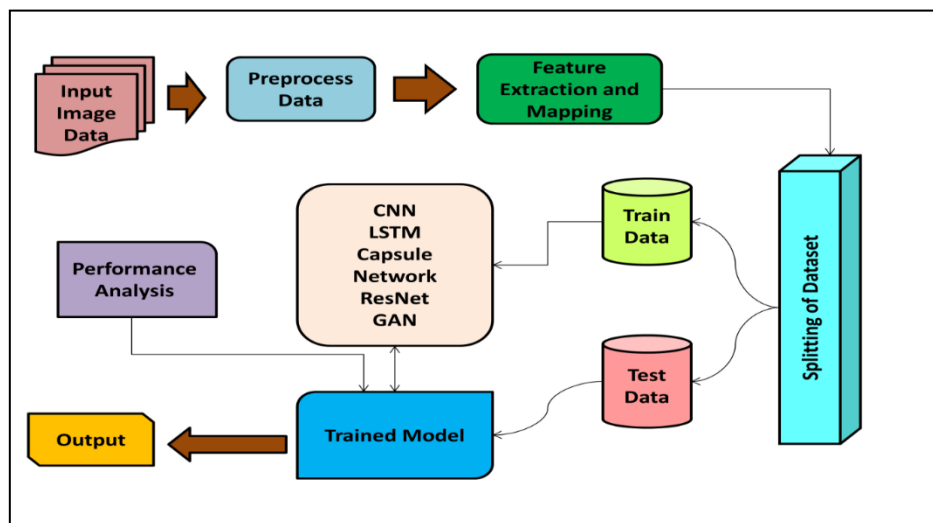 Input
Image
Data
Preprocess
Data
Feature
Extraction and
Mapping
CNN
LSTM
Capsule
Network
ResNet
GAN
Train
Data
Splitting of Dataset
Performance
Analysis
Test
Data
Output
Trained Model